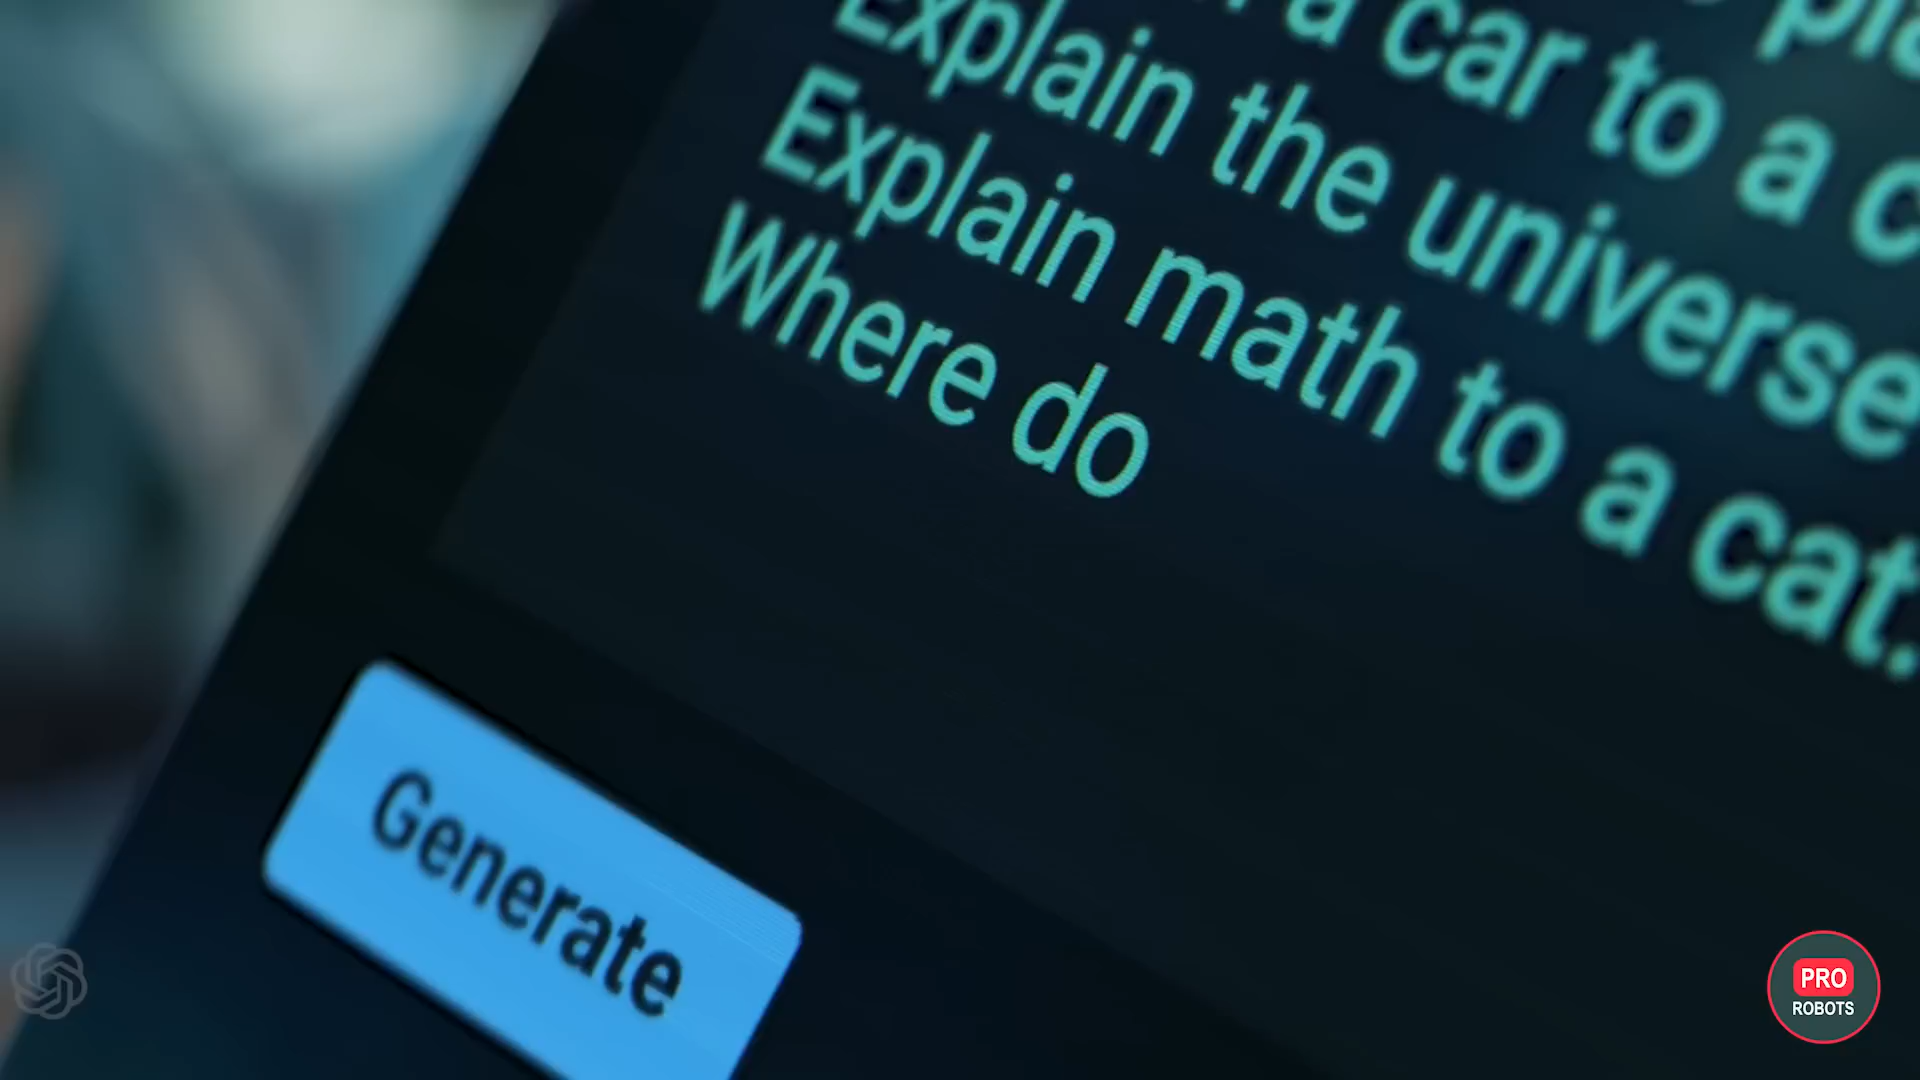 a car to a
Explain the universe
Explain math to a cat.
Where do
Generate
PRO
ROBOTS